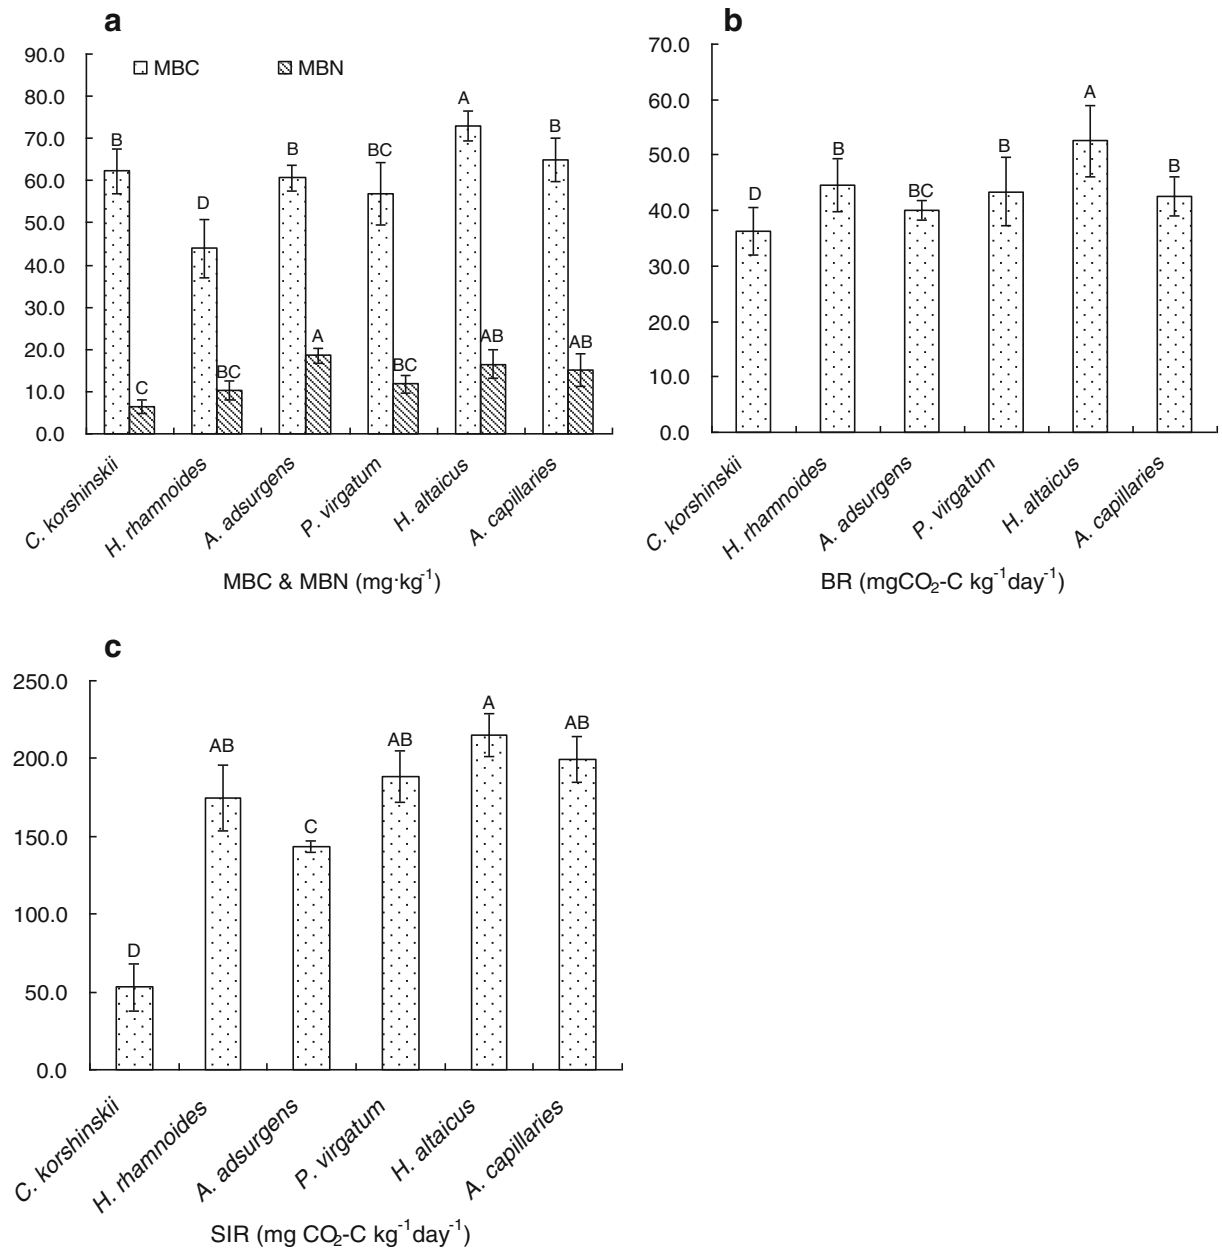 a
90.0
80.0
70.0
60.0
50.0
40.0
30.0
20.0
10.0
0.0
MBC MBN
B C
D BC
B A
BC BC
A AB
B AB
C. korshinskii
H. rhamnoides
A. adsurgens
P. virgatum
H. altaicus
A. capillaries
MBC & MBN (mg·kg⁻¹)
b
70.0
60.0
50.0
40.0
30.0
20.0
10.0
0.0
D
B
BC
B
A
B
C. korshinskii
H. rhamnoides
A. adsurgens
P. virgatum
H. altaicus
A. capillaries
BR (mgCO₂-C kg⁻¹day⁻¹)
c
250.0
200.0
150.0
100.0
50.0
0.0
D
AB
C
AB
A
AB
C. korshinskii
H. rhamnoides
A. adsurgens
P. virgatum
H. altaicus
A. capillaries
SIR (mg CO₂-C kg⁻¹day⁻¹)